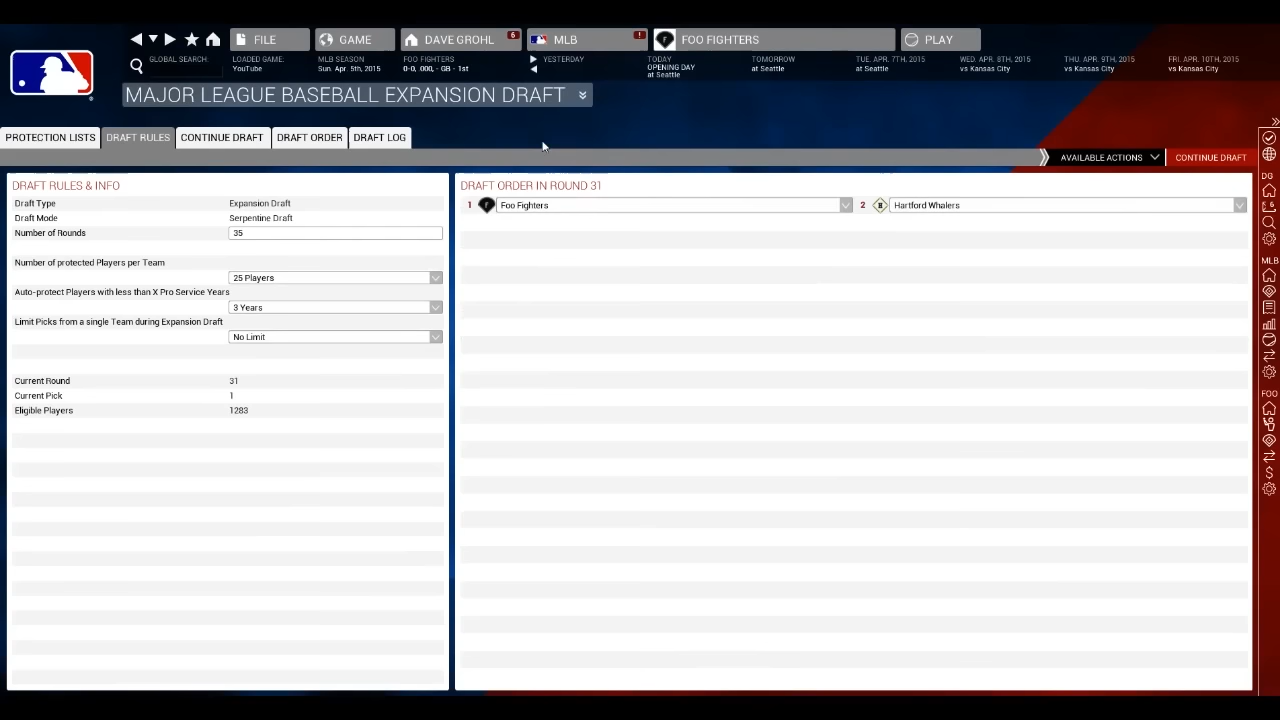 FILE
GAME
DAVE GROHL
6
MLB
!
FOO FIGHTERS
PLAY
GLOBAL SEARCH:
LOADED GAME:
YouTube
MLB SEASON
Sun. Apr. 5th, 2015
FOO FIGHTERS
0-0, .000, - GB - 1st
YESTERDAY
TODAY
OPENING DAY
at Seattle
TOMORROW
at Seattle
TUE. APR. 7TH, 2015
at Seattle
WED. APR. 8TH, 2015
vs Kansas City
THU. APR. 9TH, 2015
vs Kansas City
FRI. APR. 10TH, 2015
vs Kansas City
MAJOR LEAGUE BASEBALL EXPANSION DRAFT
PROTECTION LISTS
DRAFT RULES
CONTINUE DRAFT
DRAFT ORDER
DRAFT LOG
AVAILABLE ACTIONS
CONTINUE DRAFT
DRAFT RULES & INFO
Draft Type Expansion Draft
Draft Mode Serpentine Draft
Number of Rounds 35
Number of protected Players per Team
25 Players
Auto-protect Players with less than X Pro Service Years
3 Years
Limit Picks from a single Team during Expansion Draft
No Limit
Current Round 31
Current Pick 1
Eligible Players 1283
DRAFT ORDER IN ROUND 31
1 Foo Fighters
2 Hartford Whalers
DG
6
MLB
FOO